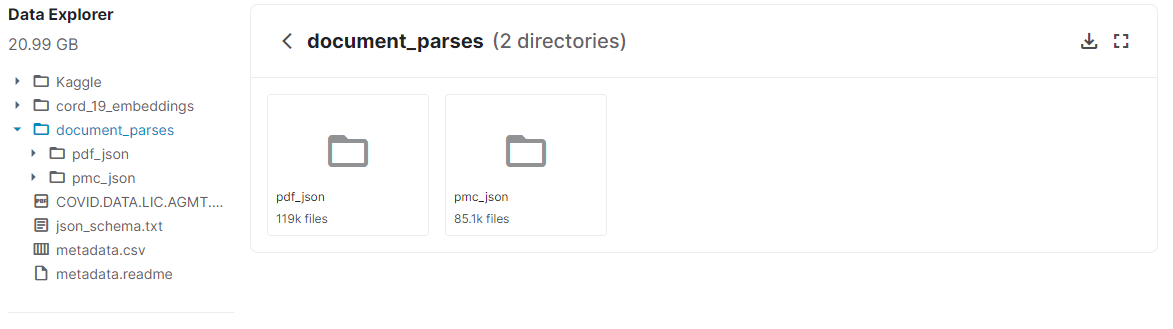 Data Explorer
20.99 GB
Kaggle
cord_19_embeddings
document_parses
pdf_json
pmc_json
COVID.DATA.LIC.AGMT....
json_schema.txt
metadata.csv
metadata.readme
document_parses (2 directories)
pdf_json
119k files
pmc_json
85.1k files